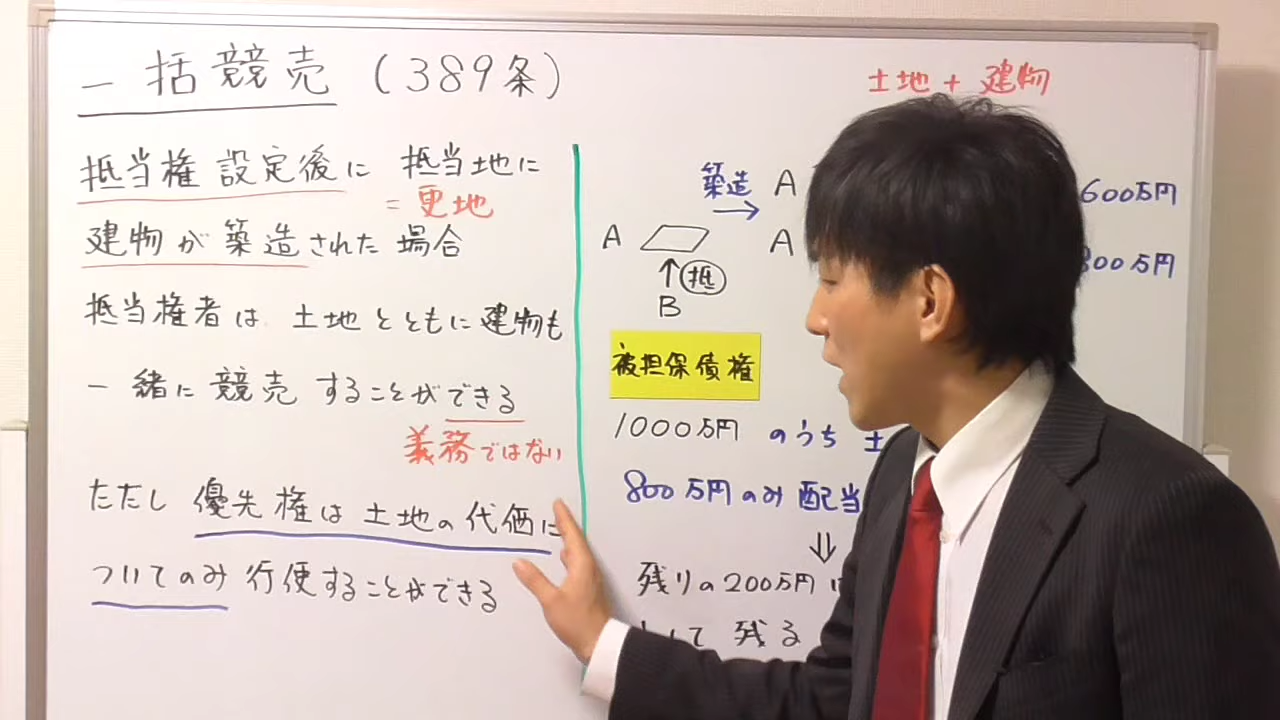 一括競売（389条）
抵当権設定後に 抵当地に
＝更地
建物が築造された場合
抵当権者は 土地とともに建物も
一緒に競売することができる
義務ではない
ただし 優先権は土地の代価に
ついてのみ 行使することができる
土地＋建物
築造
→
A
600万円
A
A
00万円
↑抵
B
被担保債権
1000万円 のうち 土
800万円のみ 配当
⇓
残りの200万円
して 残る